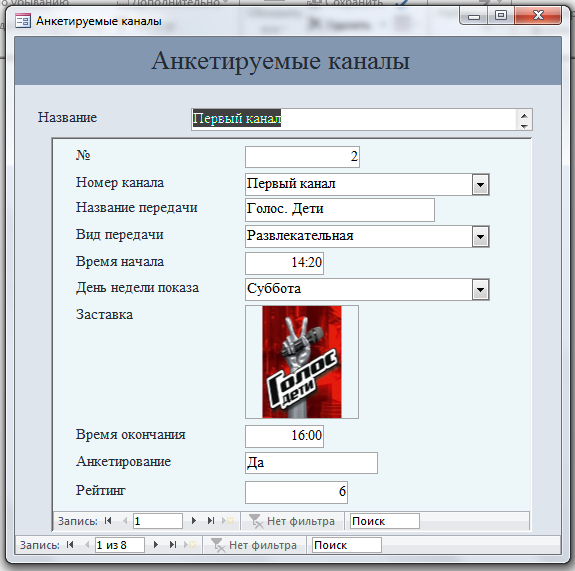 Анкетируемые каналы
Анкетируемые каналы
Название Первый канал
№ 2
Номер канала Первый канал
Название передачи Голос. Дети
Вид передачи Развлекательная
Время начала 14:20
День недели показа Суббота
Заставка
Голос
дети
Время окончания 16:00
Анкетирование Да
Рейтинг 6
Запись: 1 Нет фильтра Поиск
Запись: 1 из 8 Нет фильтра Поиск